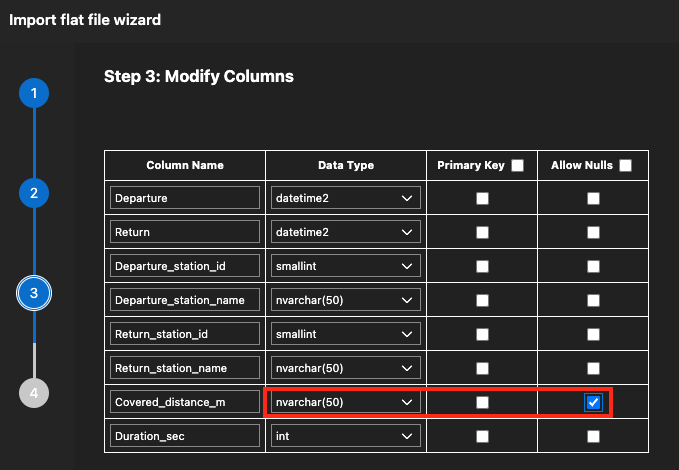 Import flat file wizard
1
2
3
4
Step 3: Modify Columns
Column Name Data Type Primary Key Allow Nulls
Departure datetime2
Return datetime2
Departure_station_id smallint
Departure_station_name nvarchar(50)
Return_station_id smallint
Return_station_name nvarchar(50)
Covered_distance_m nvarchar(50)
Duration_sec int